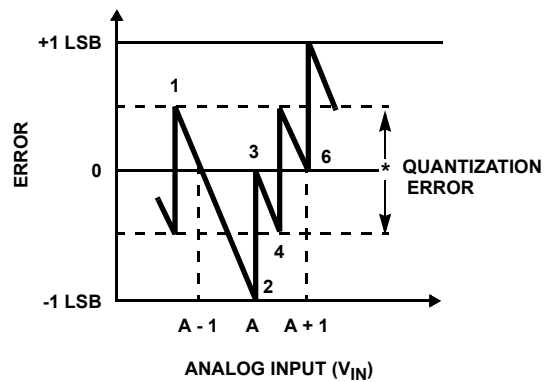 +1 LSB
1
ERROR
3
0
6
* QUANTIZATION
ERROR
4
2
-1 LSB
A - 1 A A + 1
ANALOG INPUT (VIN)